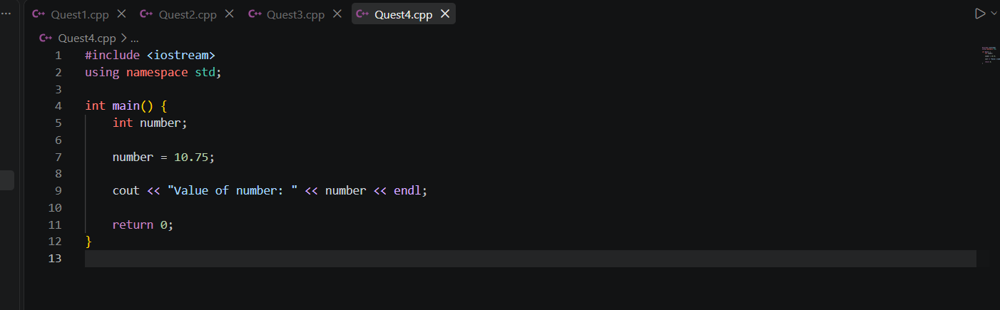 ... C++ Quest1.cpp × C++ Quest2.cpp × C++ Quest3.cpp × C++ Quest4.cpp ×
C++ Quest4.cpp > ...
1 #include <iostream>
2 using namespace std;
3
4 int main() {
5     int number;
6
7     number = 10.75;
8
9     cout << "Value of number: " << number << endl;
10
11     return 0;
12 }
13